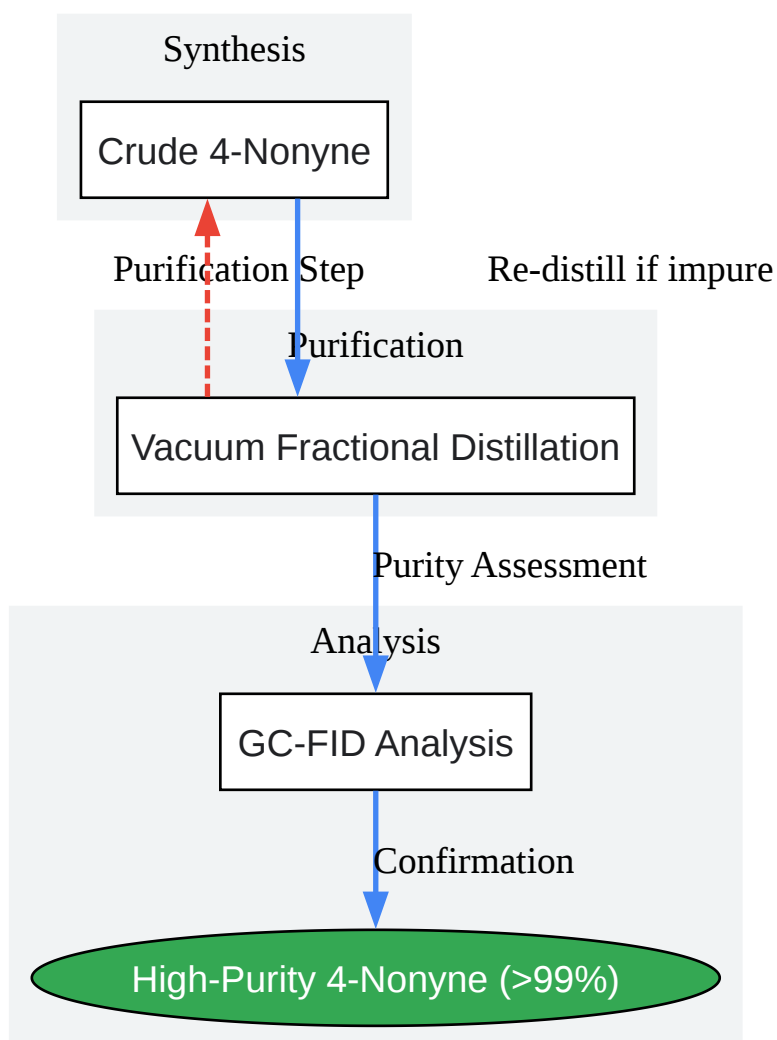 Synthesis
Crude 4-Nonyne
Purification Step
Re-distill if impure
Purification
Vacuum Fractional Distillation
Purity Assessment
Analysis
GC-FID Analysis
Confirmation
High-Purity 4-Nonyne (>99%)